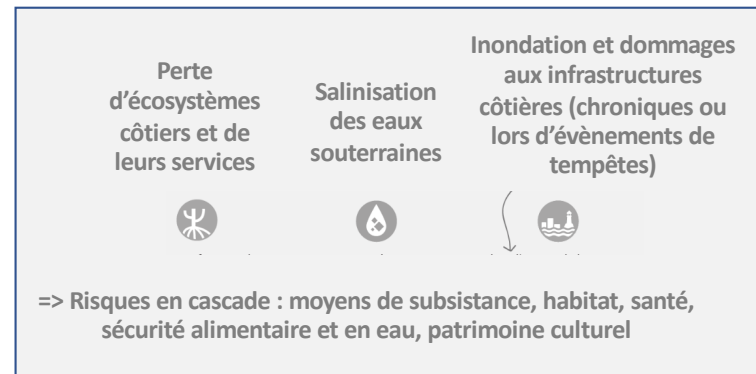 Perte
d'écosystèmes
côtiers et de
leurs services
Salinisation
des eaux
souterraines
Inondation et dommages
aux infrastructures
côtières (chroniques ou
lors d'évènements de
tempêtes)
=> Risques en cascade : moyens de subsistance, habitat, santé,
sécurité alimentaire et en eau, patrimoine culturel